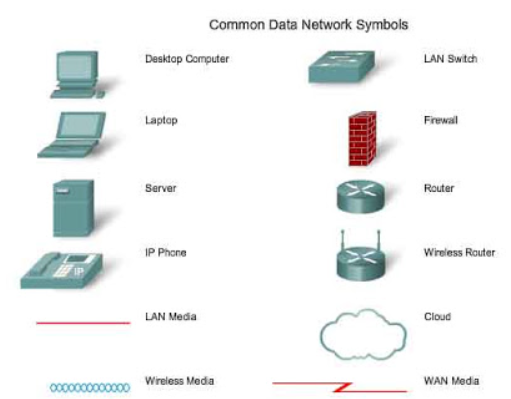 Common Data Network Symbols
Desktop Computer
LAN Switch
Laptop
Firewall
Server
Router
IP Phone
IP
Wireless Router
LAN Media
Cloud
Wireless Media
WAN Media